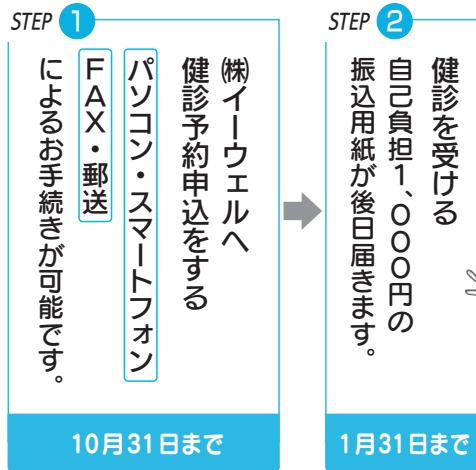 STEP 1
㈱イーウェルへ
健診予約申込をする
パソコン・スマートフォン
FAX・郵送
によるお手続きが可能です。
10月31日まで
STEP 2
健診を受ける
自己負担1、000円の
振込用紙が後日届きます。
1月31日まで